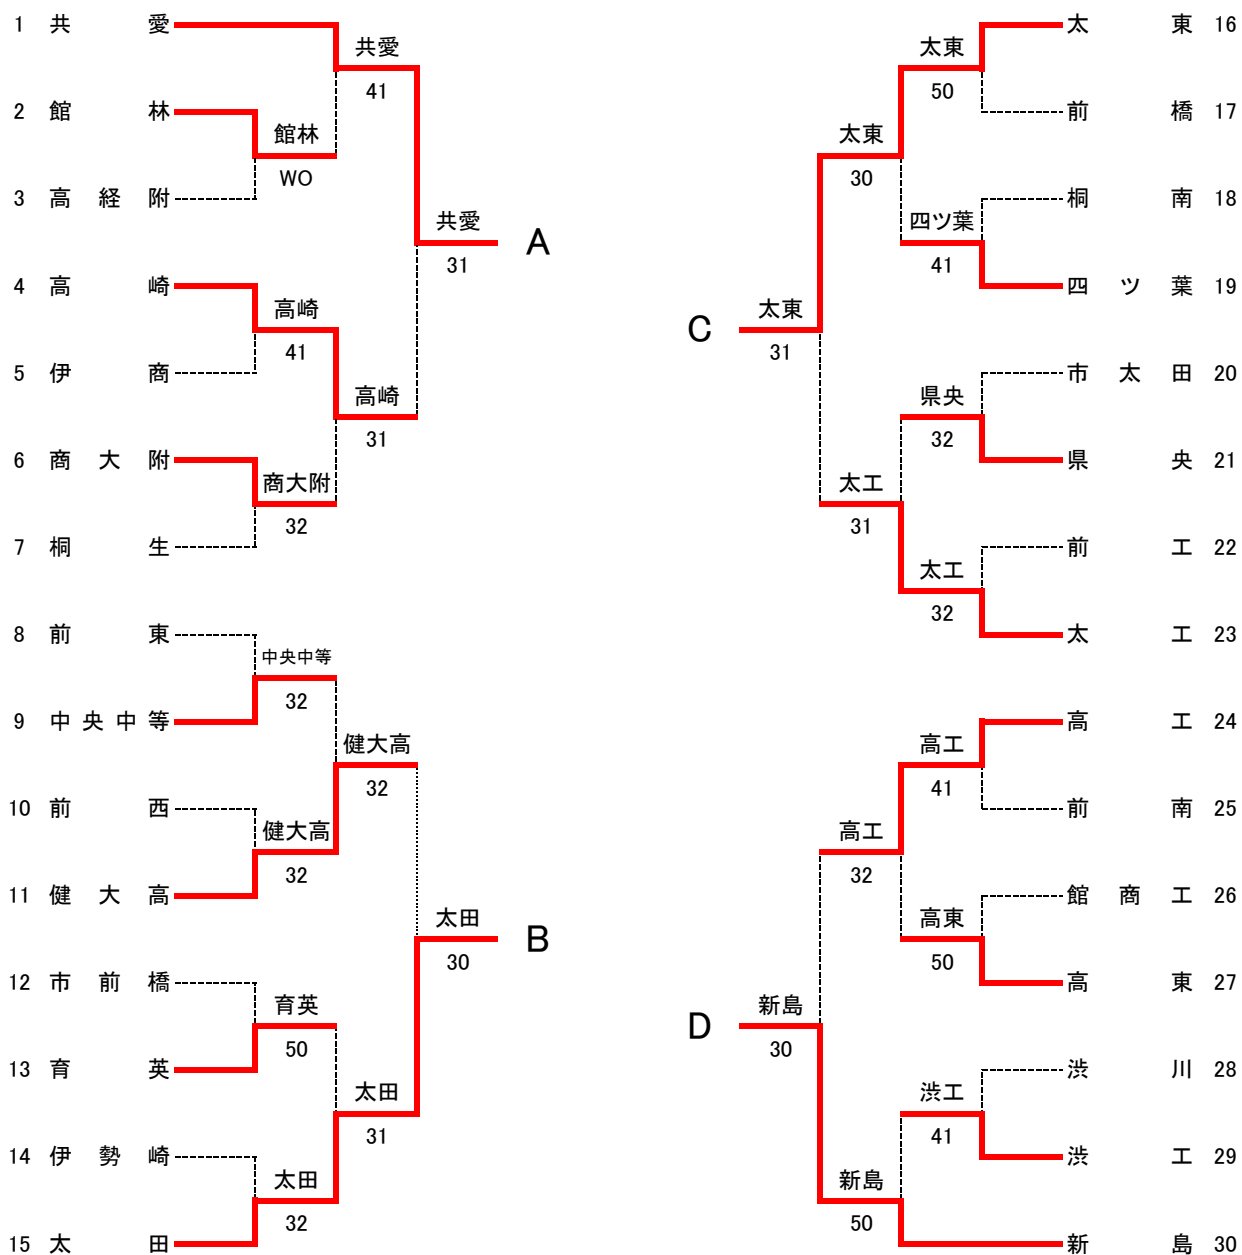 1 共愛
2 館林
3 高経附
4 高崎
5 伊商
6 商大附
7 桐生
8 前東
9 中央中等
10 前西
11 健大高
12 市前橋
13 育英
14 伊勢崎
15 太田
館林
WO
高崎
41
商大附
32
中央中等
32
健大高
32
育英
50
太田
32
共愛
41
高崎
31
健大高
32
太田
31
共愛
31
A
太田
30
B
C
太東
31
D
新島
30
太東
30
太工
31
高工
32
新島
50
太東
50
四ツ葉
41
県央
32
太工
32
高工
41
高東
50
渋工
41
太東 16
前橋 17
桐南 18
四ツ葉 19
市太田 20
県央 21
前工 22
太工 23
高工 24
前南 25
館商工 26
高東 27
渋川 28
渋工 29
新島 30